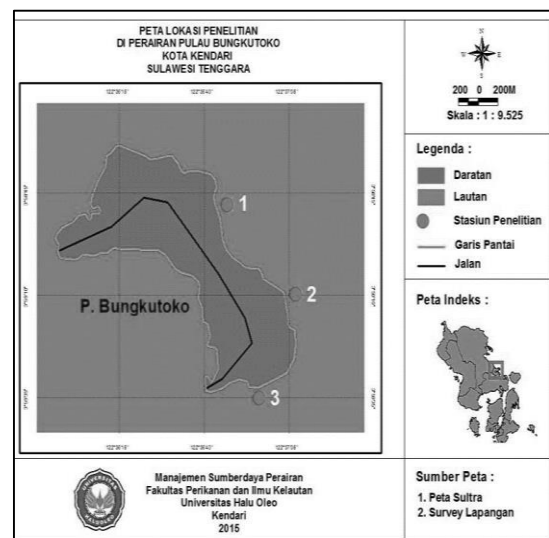 PETA LOKASI PENELITIAN
DI PERAIRAN PULAU BUNGKUTOKO
KOTA KENDARI
SULAWESI TENGGARA
200 0 200M
Skala : 1 : 9.525
Legenda :
Daratan
Lautan
Stasiun Penelitian
Garis Pantai
Jalan
Peta Indeks :
1
2
P. Bungkutoko
3
Manajemen Sumberdaya Perairan
Fakultas Perikanan dan Ilmu Kelautan
Universitas Halu Oleo
Kendari
2015
Sumber Peta :
1. Peta Sultra
2. Survey Lapangan